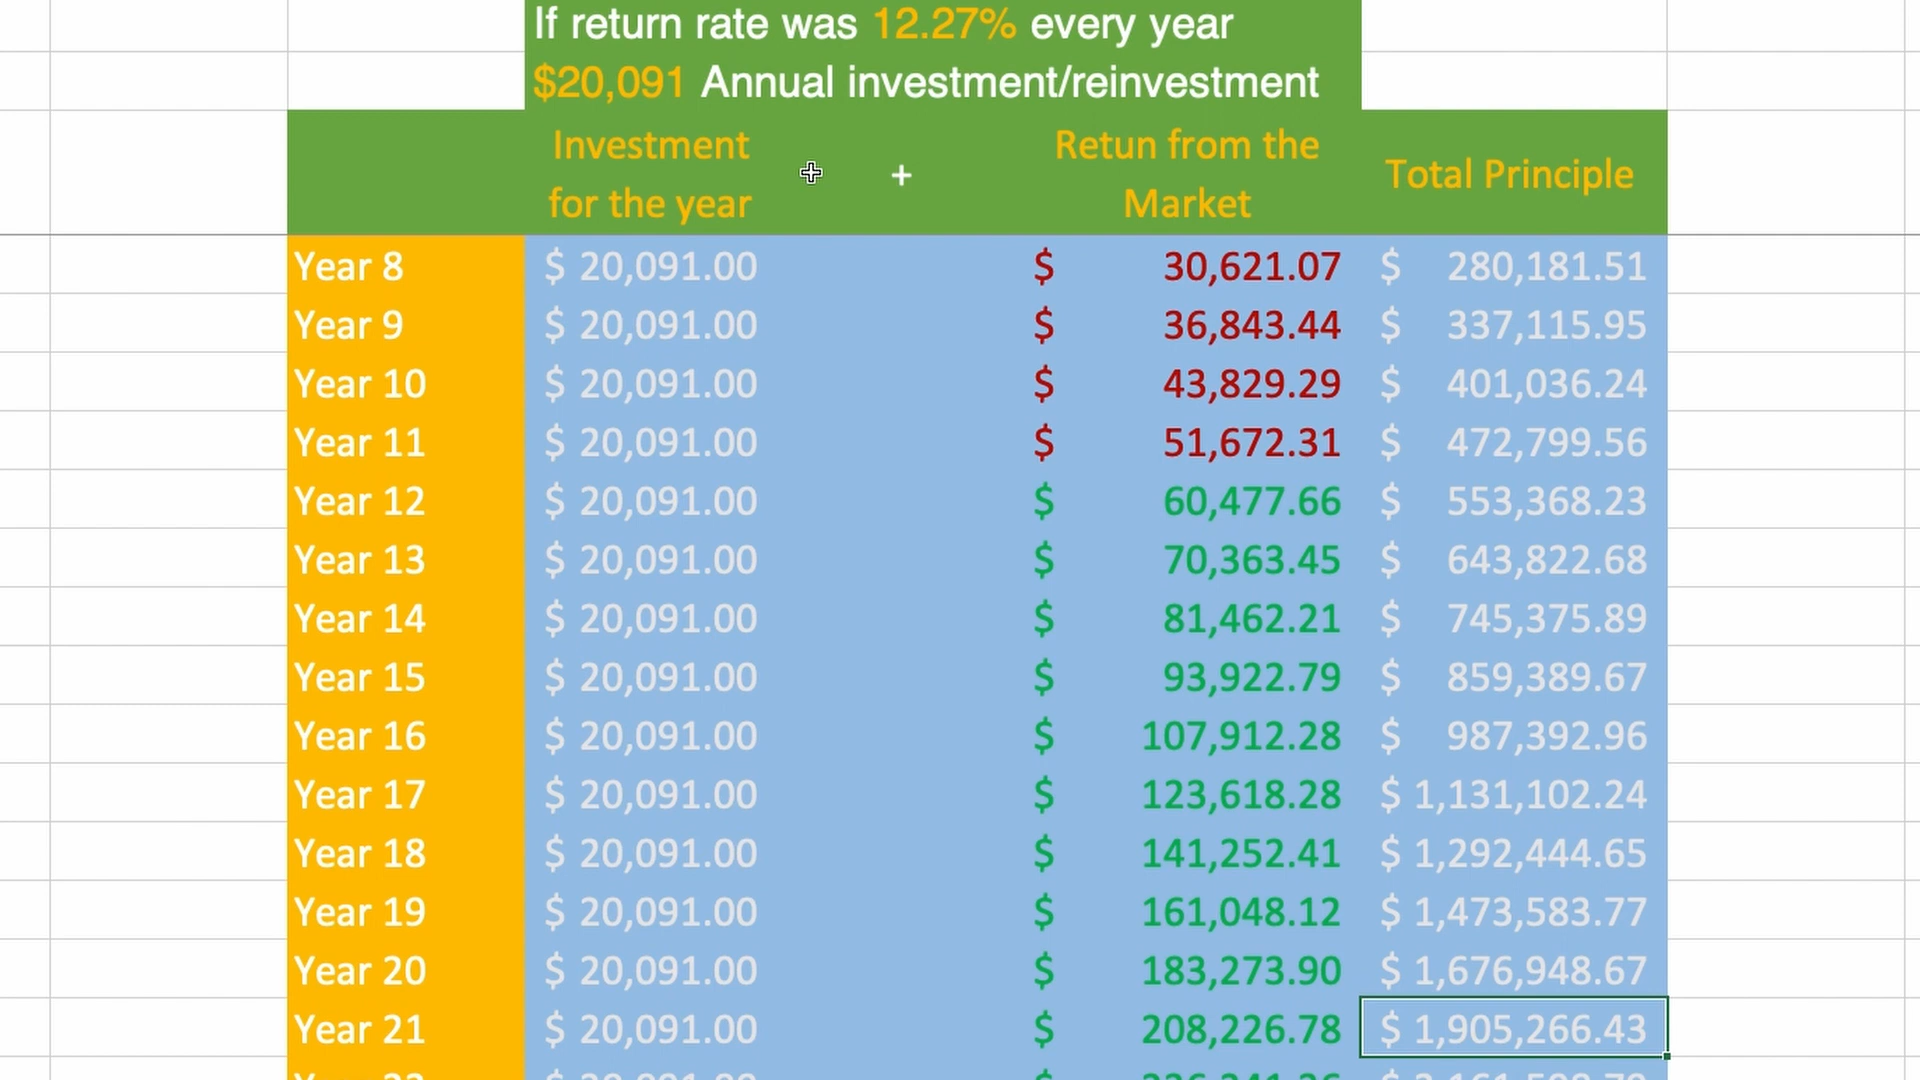 If return rate was 12.27% every year
$20,091 Annual investment/reinvestment
Investment for the year + Retun from the Market Total Principle
Year 8 $ 20,091.00 $ 30,621.07 $ 280,181.51
Year 9 $ 20,091.00 $ 36,843.44 $ 337,115.95
Year 10 $ 20,091.00 $ 43,829.29 $ 401,036.24
Year 11 $ 20,091.00 $ 51,672.31 $ 472,799.56
Year 12 $ 20,091.00 $ 60,477.66 $ 553,368.23
Year 13 $ 20,091.00 $ 70,363.45 $ 643,822.68
Year 14 $ 20,091.00 $ 81,462.21 $ 745,375.89
Year 15 $ 20,091.00 $ 93,922.79 $ 859,389.67
Year 16 $ 20,091.00 $ 107,912.28 $ 987,392.96
Year 17 $ 20,091.00 $ 123,618.28 $ 1,131,102.24
Year 18 $ 20,091.00 $ 141,252.41 $ 1,292,444.65
Year 19 $ 20,091.00 $ 161,048.12 $ 1,473,583.77
Year 20 $ 20,091.00 $ 183,273.90 $ 1,676,948.67
Year 21 $ 20,091.00 $ 208,226.78 $ 1,905,266.43